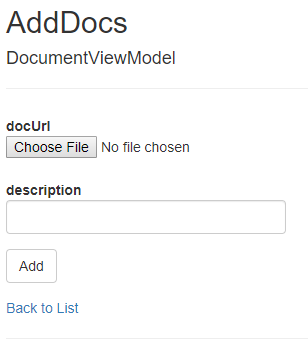 AddDocs
DocumentViewModel
docUrl
Choose File No file chosen
description
Add
Back to List